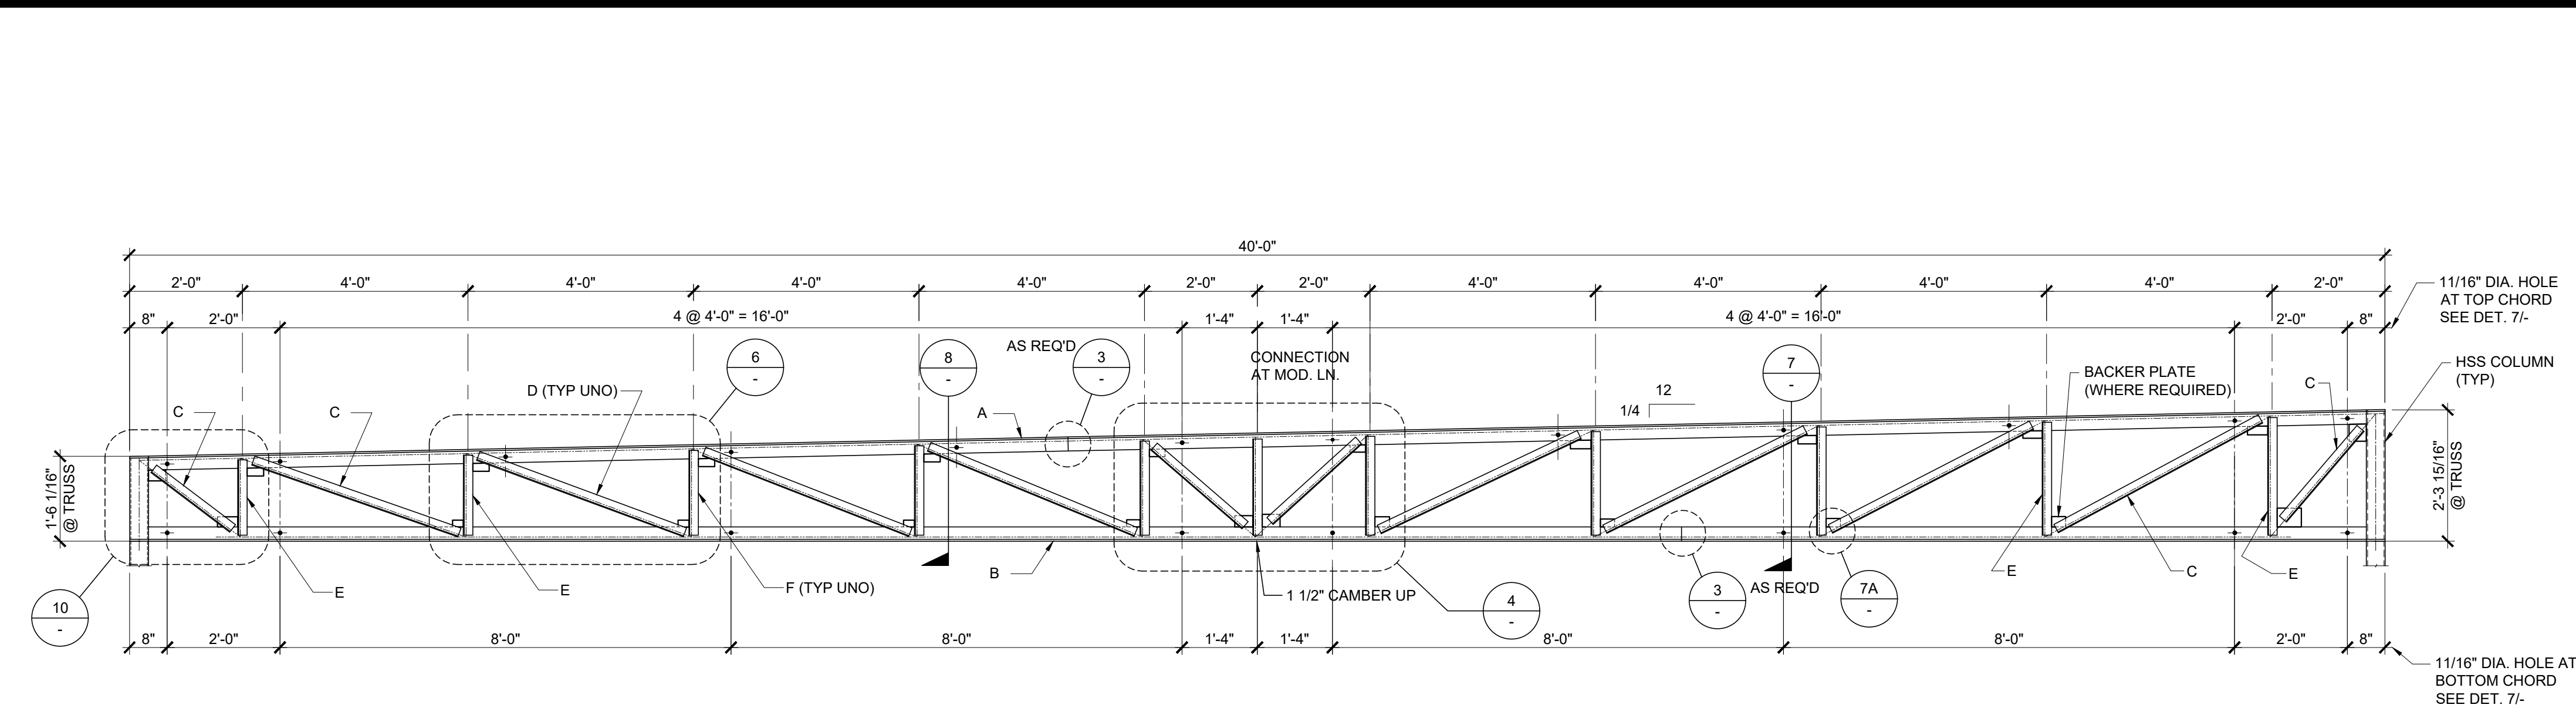 40'-0"
2'-0" 4'-0" 4'-0" 4'-0" 4'-0" 2'-0" 2'-0" 4'-0" 4'-0" 4'-0" 4'-0" 2'-0"
8" 2'-0" 4 @ 4'-0" = 16'-0" 1'-4" 1'-4" 4 @ 4'-0" = 16'-0" 2'-0" 8"
11/16" DIA. HOLE
AT TOP CHORD
SEE DET. 7/-
AS REQ'D
3
-
6
-
8
-
CONNECTION
AT MOD. LN.
7
-
HSS COLUMN
(TYP)
BACKER PLATE
(WHERE REQUIRED)
C
D (TYP UNO)
12
1/4
C
C
A
1'-6 1/16"
@ TRUSS
2'-3 15/16"
@ TRUSS
B
E
E
F (TYP UNO)
1 1/2" CAMBER UP
E
C
E
10
-
4
-
3
-
AS REQ'D
7A
-
8" 2'-0" 8'-0" 8'-0" 1'-4" 1'-4" 8'-0" 8'-0" 2'-0" 8"
11/16" DIA. HOLE AT
BOTTOM CHORD
SEE DET. 7/-